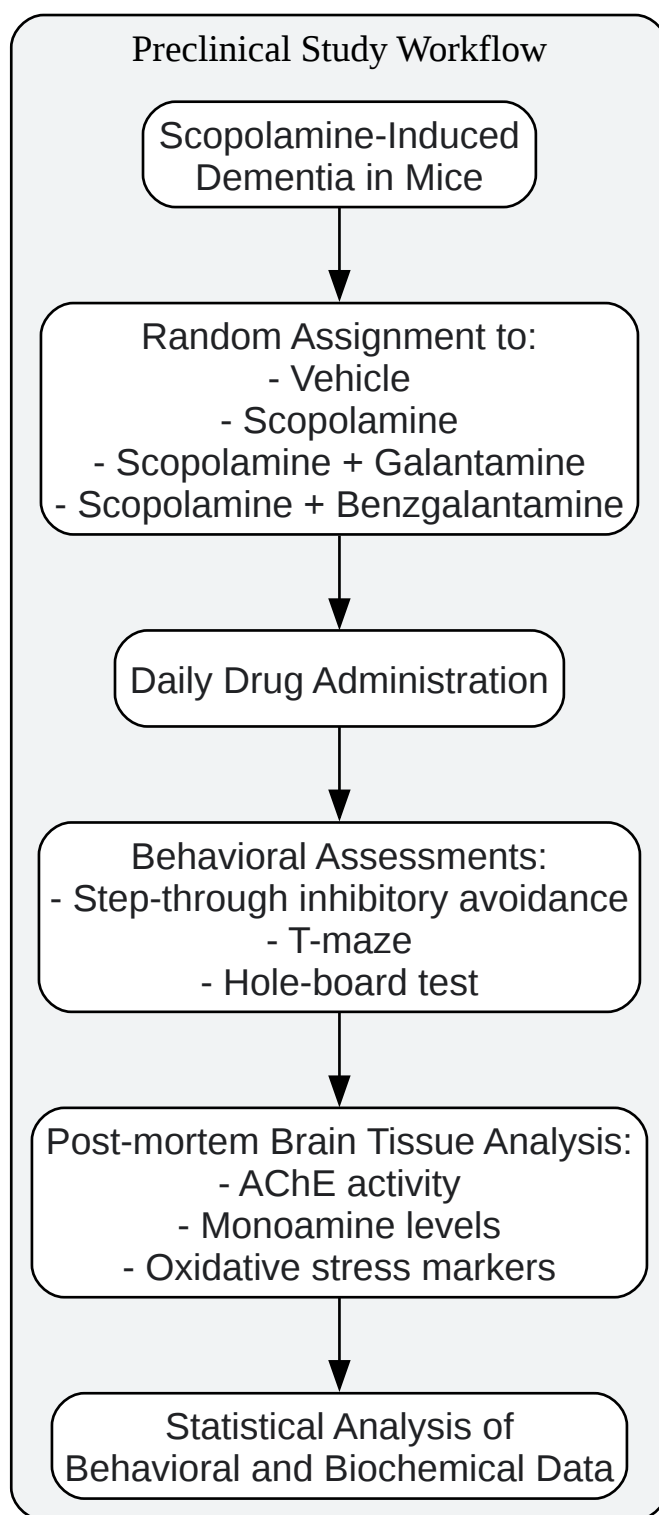 Preclinical Study Workflow
Scopolamine-Induced
Dementia in Mice
Random Assignment to:
- Vehicle
- Scopolamine
- Scopolamine + Galantamine
- Scopolamine + Benzgalantamine
Daily Drug Administration
Behavioral Assessments:
- Step-through inhibitory avoidance
- T-maze
- Hole-board test
Post-mortem Brain Tissue Analysis:
- AChE activity
- Monoamine levels
- Oxidative stress markers
Statistical Analysis of
Behavioral and Biochemical Data